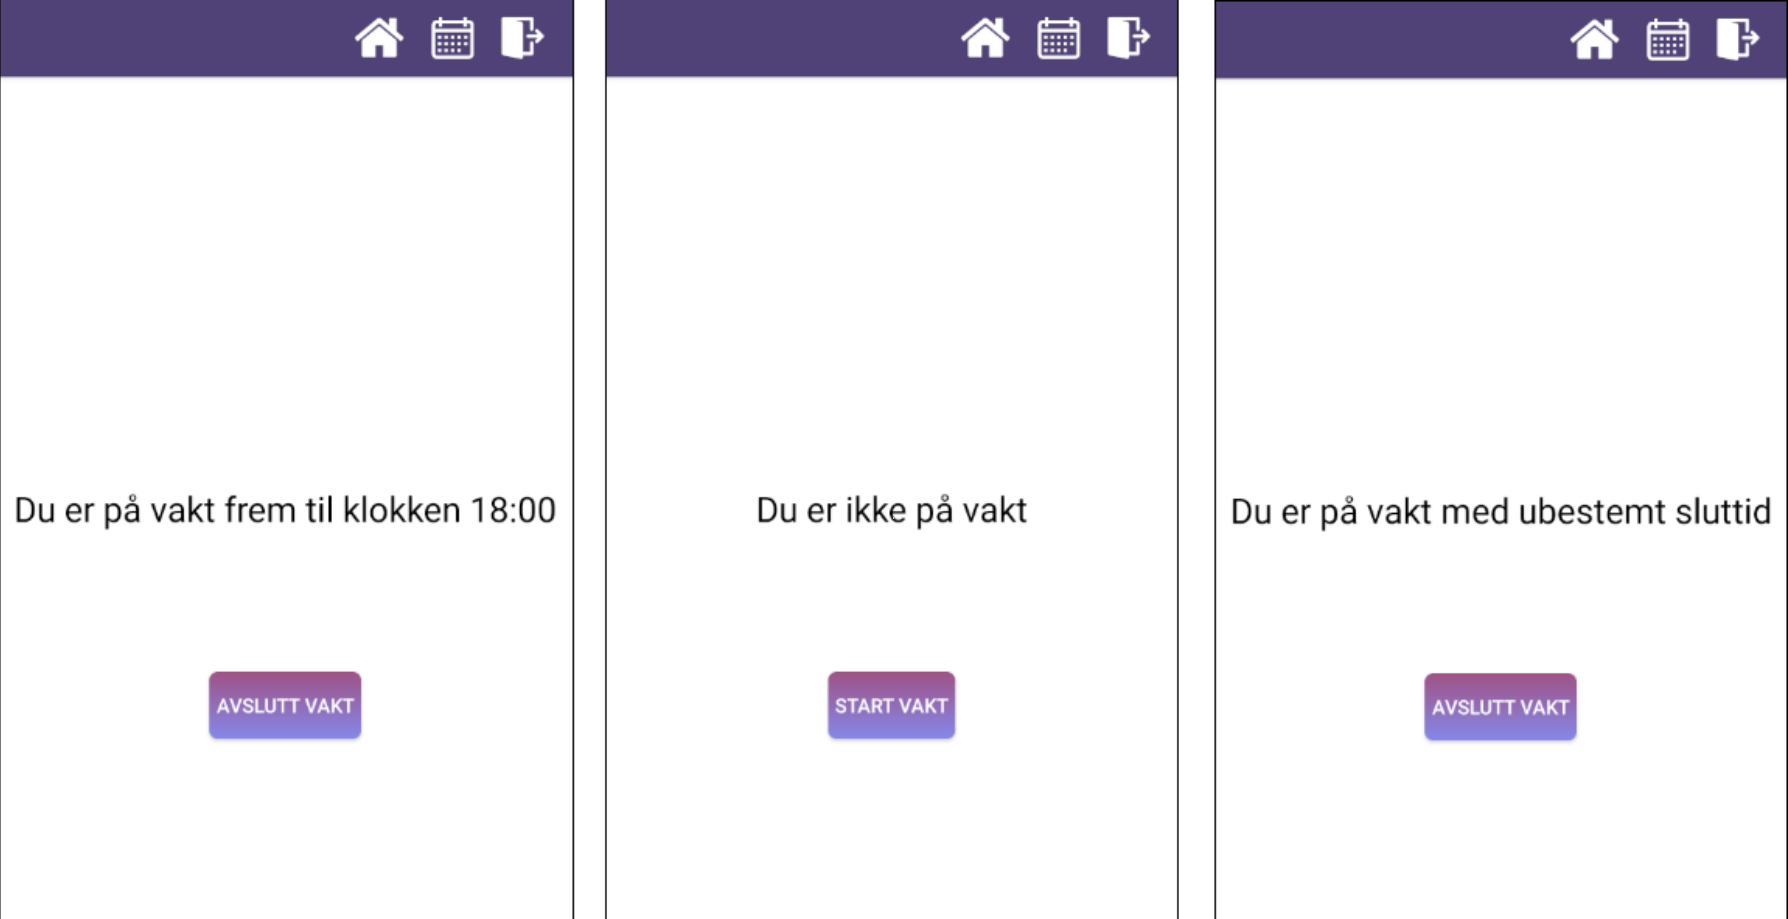 Du er på vakt frem til klokken 18:00
AVSLUTT VAKT
Du er ikke på vakt
START VAKT
Du er på vakt med ubestemt sluttid
AVSLUTT VAKT